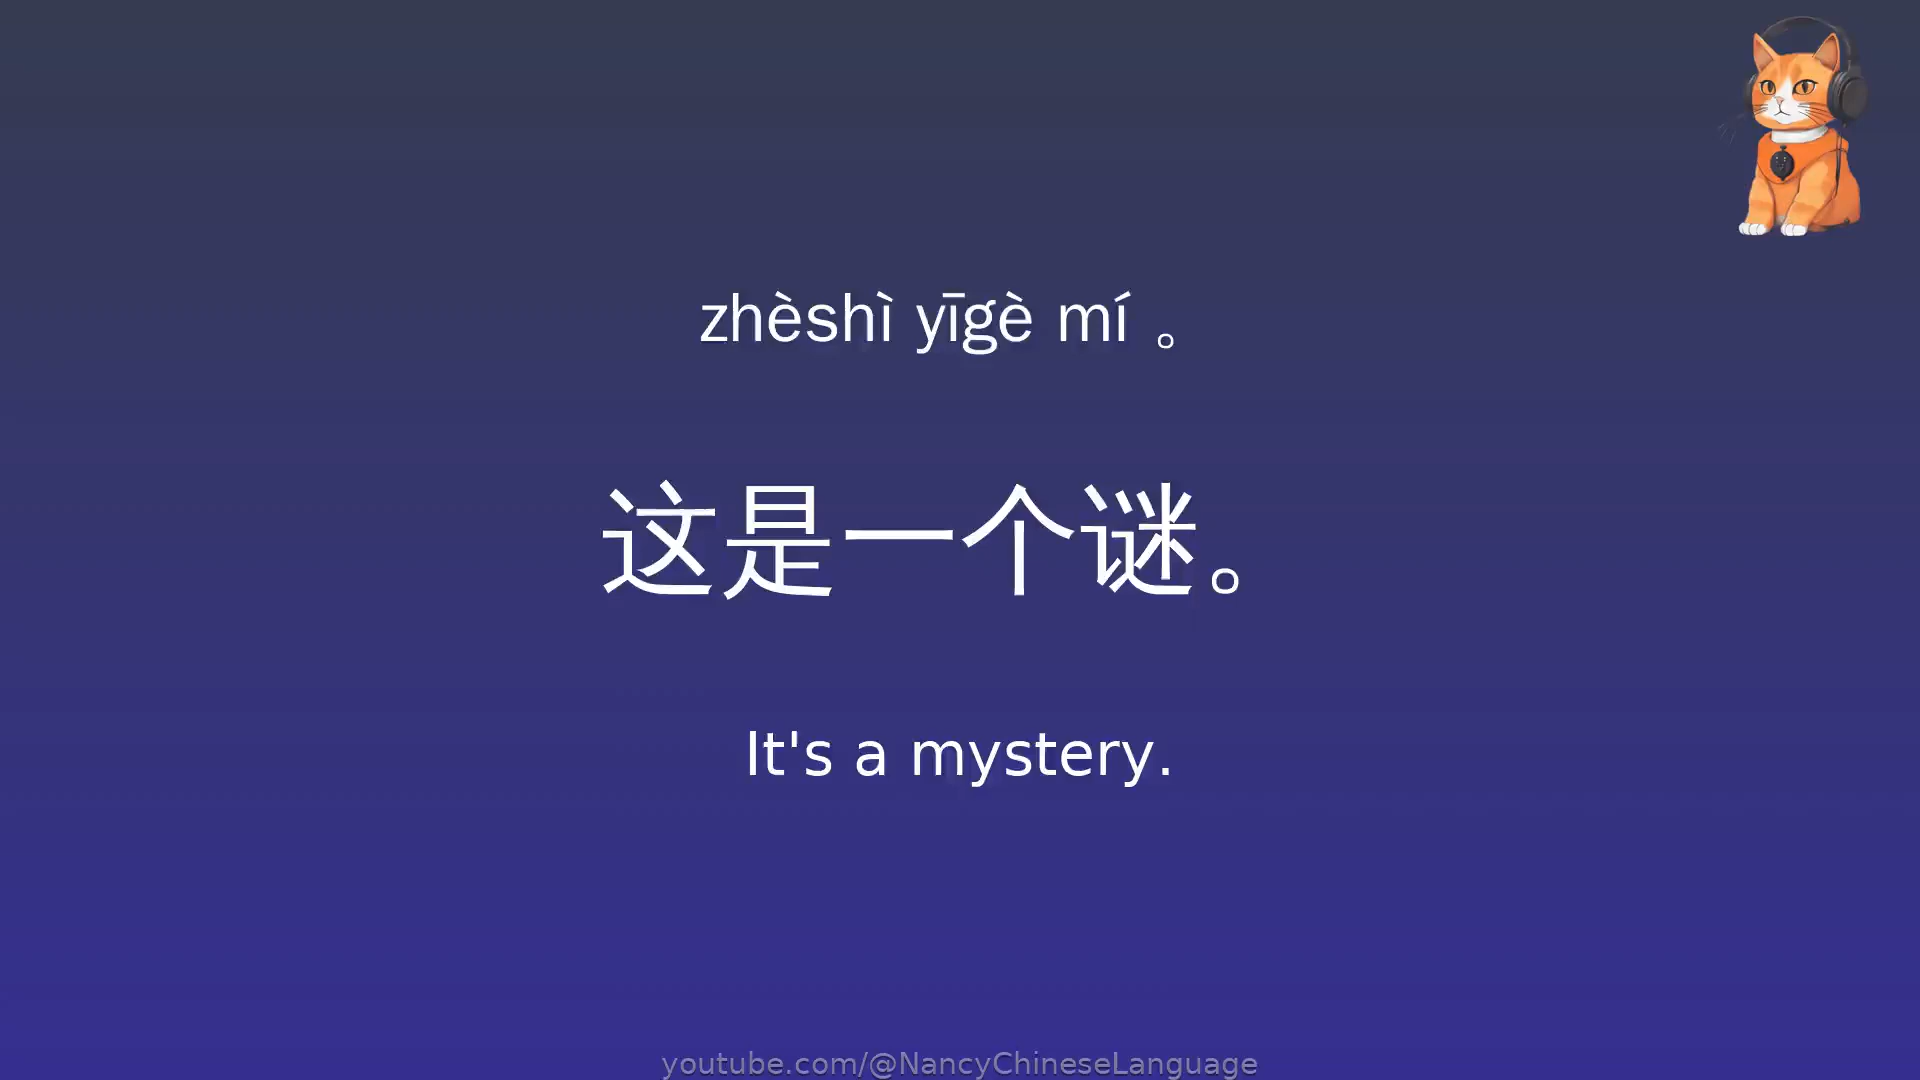 zhèshì yīgè mí 。
这是一个谜。
It's a mystery.
youtube.com/@NancyChineseLanguage